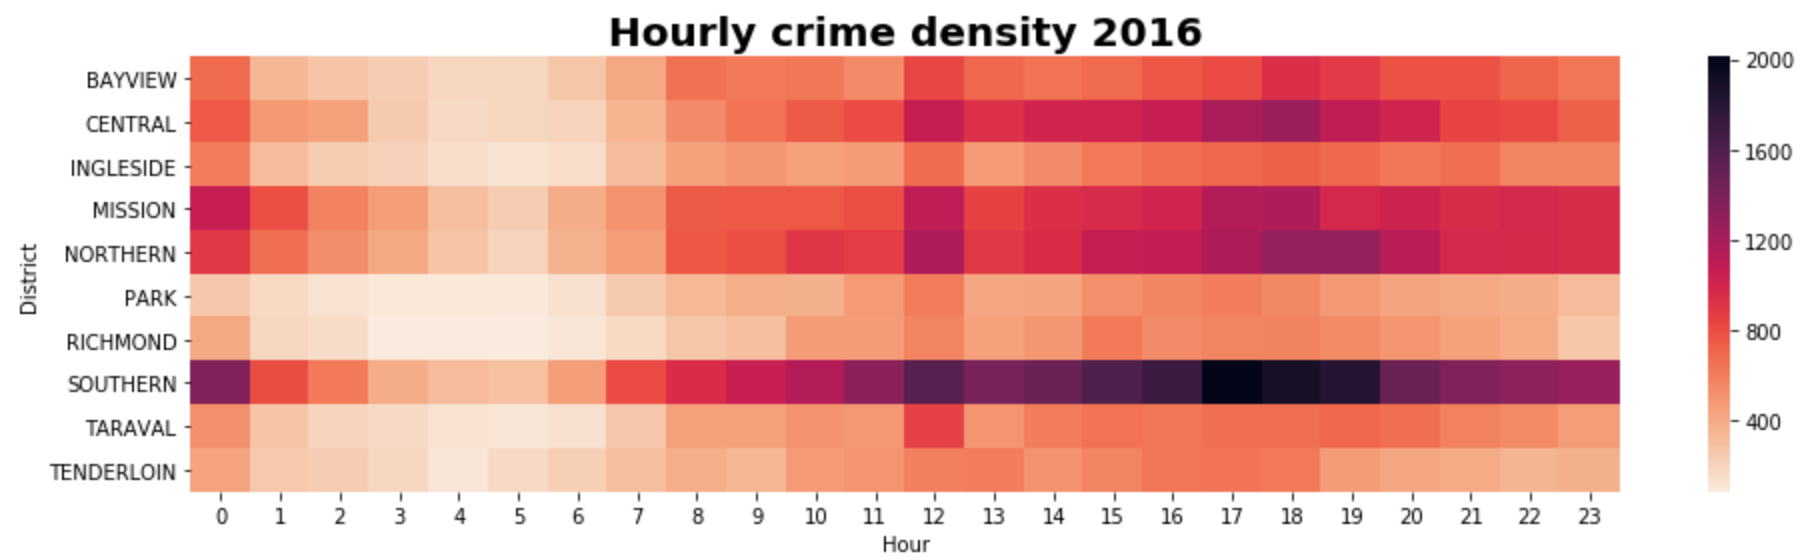 Hourly crime density 2016
District
BAYVIEW
CENTRAL
INGLESIDE
MISSION
NORTHERN
PARK
RICHMOND
SOUTHERN
TARAVAL
TENDERLOIN
0 1 2 3 4 5 6 7 8 9 10 11 12 13 14 15 16 17 18 19 20 21 22 23
Hour
2000
1600
1200
800
400